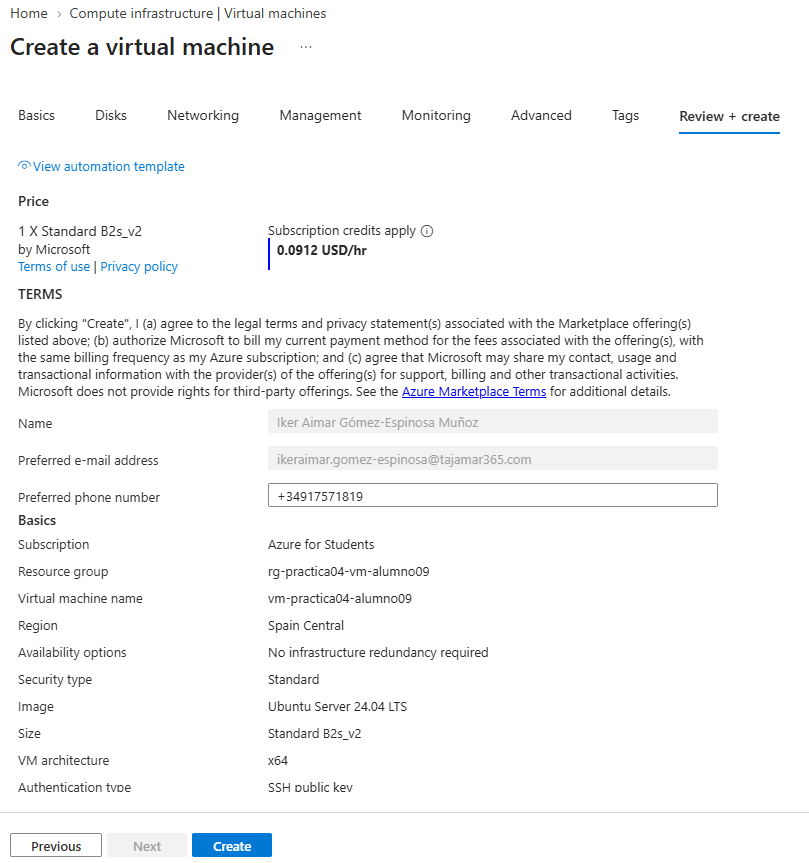 Home > Compute infrastructure | Virtual machines
Create a virtual machine ...
Basics Disks Networking Management Monitoring Advanced Tags Review + create
View automation template
Price
1 X Standard B2s_v2
by Microsoft
Terms of use | Privacy policy
Subscription credits apply
0.0912 USD/hr
TERMS
By clicking "Create", I (a) agree to the legal terms and privacy statement(s) associated with the Marketplace offering(s)
listed above; (b) authorize Microsoft to bill my current payment method for the fees associated with the offering(s), with
the same billing frequency as my Azure subscription; and (c) agree that Microsoft may share my contact, usage and
transactional information with the provider(s) of the offering(s) for support, billing and other transactional activities.
Microsoft does not provide rights for third-party offerings. See the Azure Marketplace Terms for additional details.
Name Iker Aimar Gómez-Espinosa Muñoz
Preferred e-mail address ikeraimar.gomez-espinosa@tajamar365.com
Preferred phone number +34917571819
Basics
Subscription Azure for Students
Resource group rg-practica04-vm-alumno09
Virtual machine name vm-practica04-alumno09
Region Spain Central
Availability options No infrastructure redundancy required
Security type Standard
Image Ubuntu Server 24.04 LTS
Size Standard B2s_v2
VM architecture x64
Authentication type SSH public key
Previous Next Create